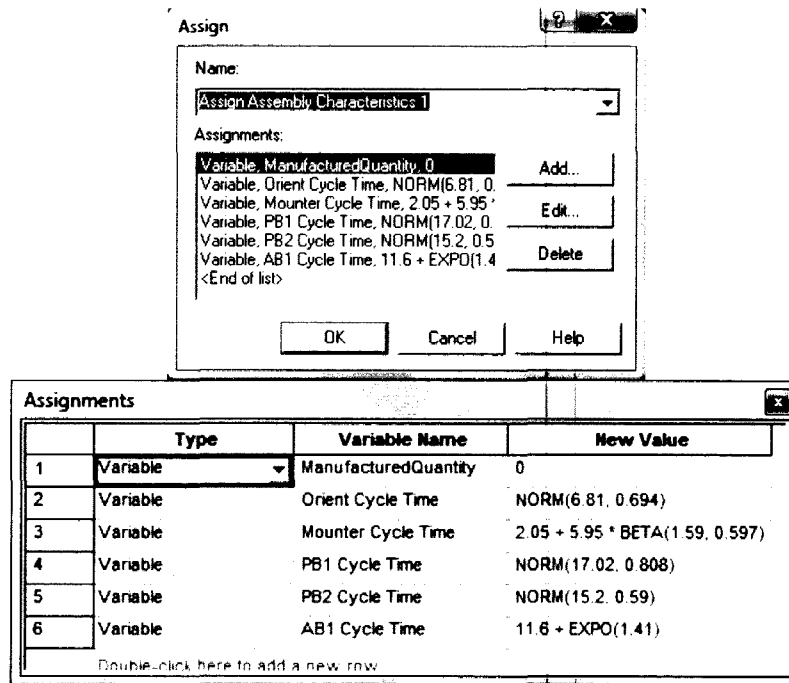 Assign
Name:
Assign Assembly Characteristics 1
Assignments:
Variable, ManufacturedQuantity, 0
Variable, Orient Cycle Time, NORM(6.81, 0.
Variable, Mounter Cycle Time, 2.05 + 5.95 *
Variable, PB1 Cycle Time, NORM(17.02, 0.
Variable, PB2 Cycle Time, NORM(15.2, 0.5
Variable, AB1 Cycle Time, 11.6 + EXPO(1.4
<End of list>
Add...
Edit...
Delete
OK Cancel Help
Assignments
Type Variable Name New Value
1 Variable ManufacturedQuantity 0
2 Variable Orient Cycle Time NORM(6.81, 0.694)
3 Variable Mounter Cycle Time 2.05 + 5.95 * BETA(1.59, 0.597)
4 Variable PB1 Cycle Time NORM(17.02, 0.808)
5 Variable PB2 Cycle Time NORM(15.2, 0.59)
6 Variable AB1 Cycle Time 11.6 + EXPO(1.41)
Double-click here to add a new row